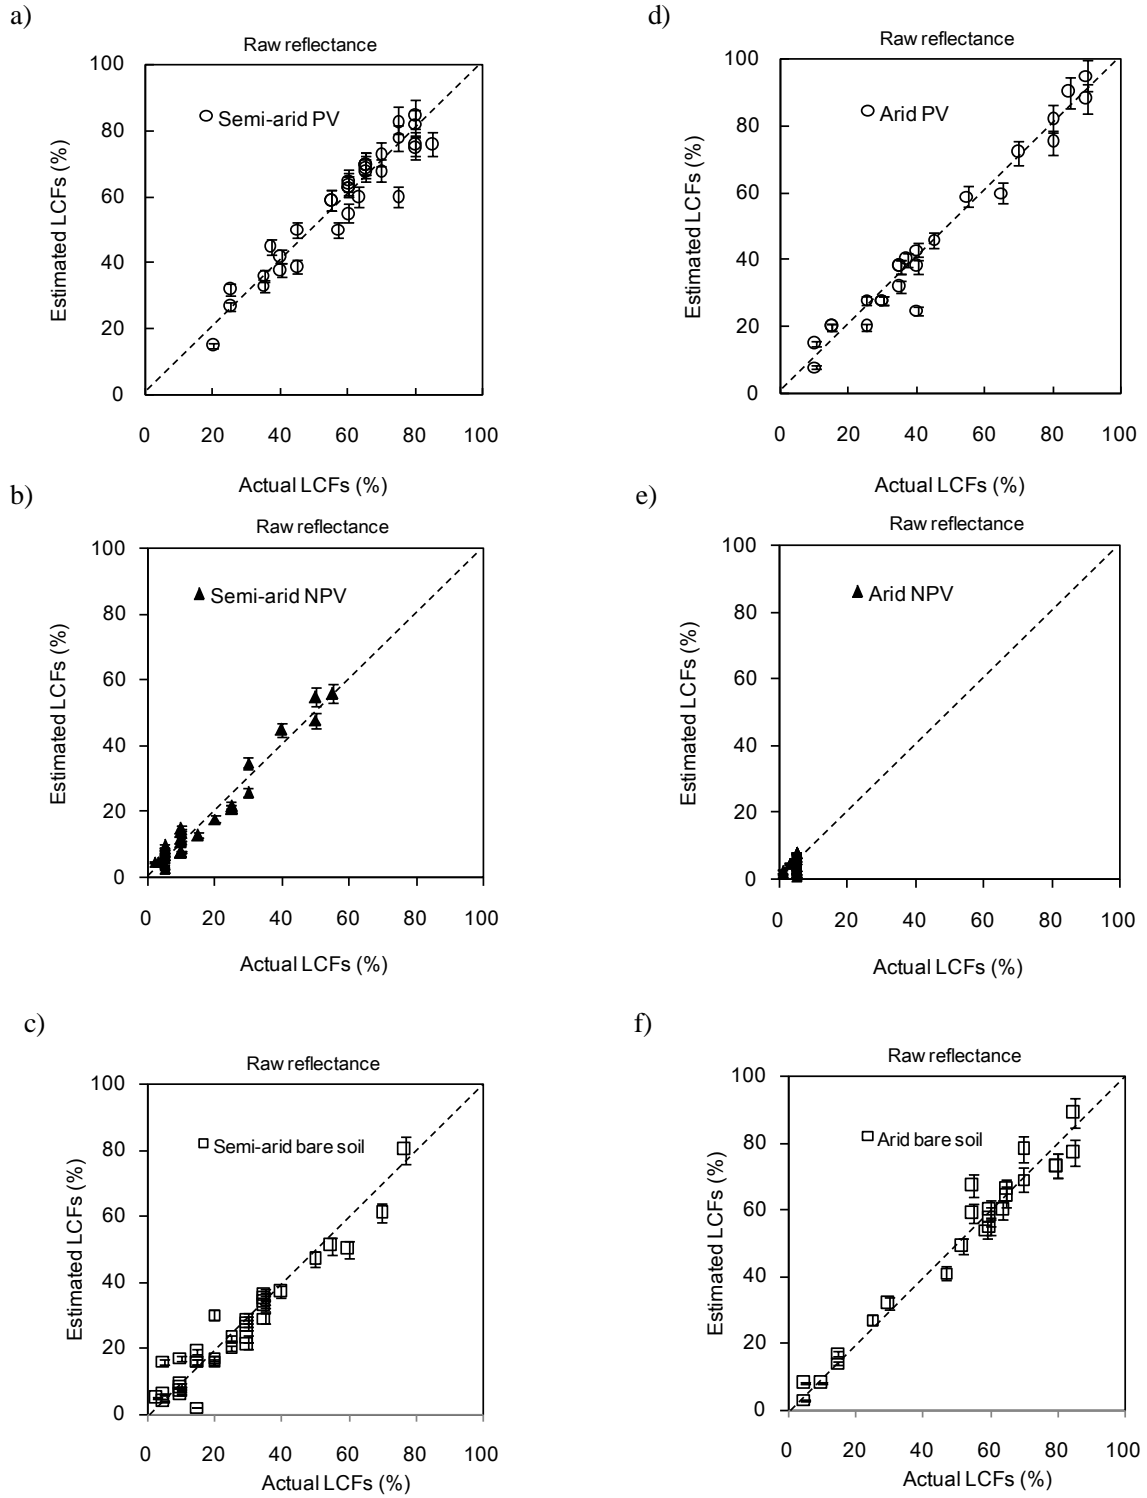 a)
Raw reflectance
Semi-arid PV
Estimated LCFs (%)
100
80
60
40
20
0
0 20 40 60 80 100
Actual LCFs (%)
d)
Raw reflectance
Arid PV
Estimated LCFs (%)
100
80
60
40
20
0
0 20 40 60 80 100
Actual LCFs (%)
b)
Raw reflectance
Semi-arid NPV
Estimated LCFs (%)
100
80
60
40
20
0
0 20 40 60 80 100
Actual LCFs (%)
e)
Raw reflectance
Arid NPV
Estimated LCFs (%)
100
80
60
40
20
0
0 20 40 60 80 100
Actual LCFs (%)
c)
Raw reflectance
Semi-arid bare soil
Estimated LCFs (%)
100
80
60
40
20
0
0 20 40 60 80 100
Actual LCFs (%)
f)
Raw reflectance
Arid bare soil
Estimated LCFs (%)
100
80
60
40
20
0
0 20 40 60 80 100
Actual LCFs (%)